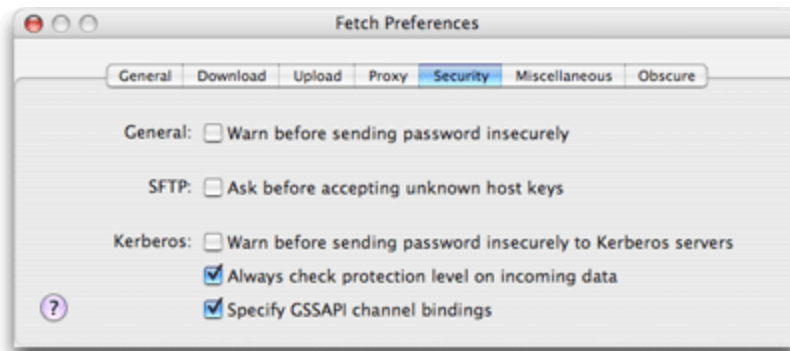 Fetch Preferences
General Download Upload Proxy Security Miscellaneous Obscure
General: Warn before sending password insecurely
SFTP: Ask before accepting unknown host keys
Kerberos: Warn before sending password insecurely to Kerberos servers
Always check protection level on incoming data
? Specify GSSAPI channel bindings